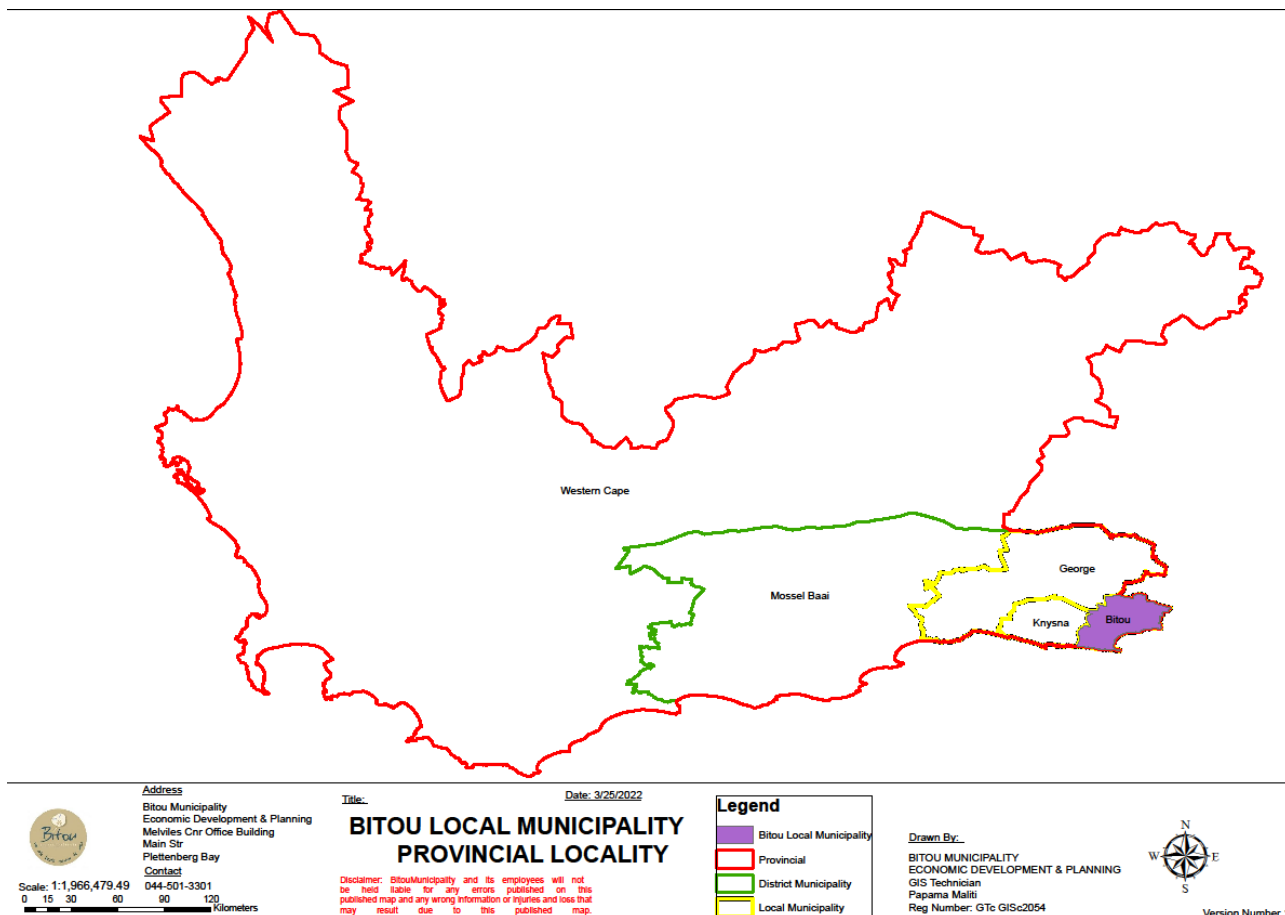 Western Cape
George
Mossel Baai
Knysna
Bitou
Bitou
Address
Bitou Municipality
Economic Development & Planning
Melviles Cnr Office Building
Main Str
Plettenberg Bay
Contact
044-501-3301
Scale: 1:1,966,479.49
0 15 30 60 90 120
Kilometers
Title:
Date: 3/25/2022
BITOU LOCAL MUNICIPALITY
PROVINCIAL LOCALITY
Disclaimer: BitouMunicipality and its employees will not
be held liable for any errors published on this
published map and any wrong information or injuries and loss that
may result due to this published map.
Legend
Bitou Local Municipality
Provincial
District Municipality
Local Municipality
Drawn By:
BITOU MUNICIPALITY
ECONOMIC DEVELOPMENT & PLANNING
GIS Technician
Papama Maliti
Reg Number: GTc GISc2054
N
W E
S
Version Number